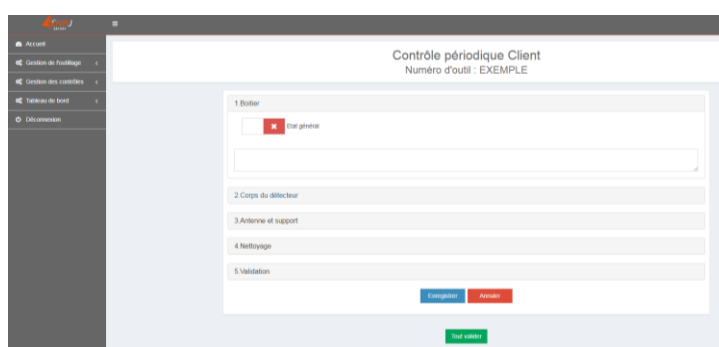 Accueil
Gestion de l'outillage
Gestion des contrôles
Tableau de bord
Déconnexion
Contrôle périodique Client
Numéro d'outil : EXEMPLE
1.Boitier
Etat général
2.Corps du détecteur
3.Antenne et support
4.Nettoyage
5.Validation
Enregistrer
Annuler
Tout valider